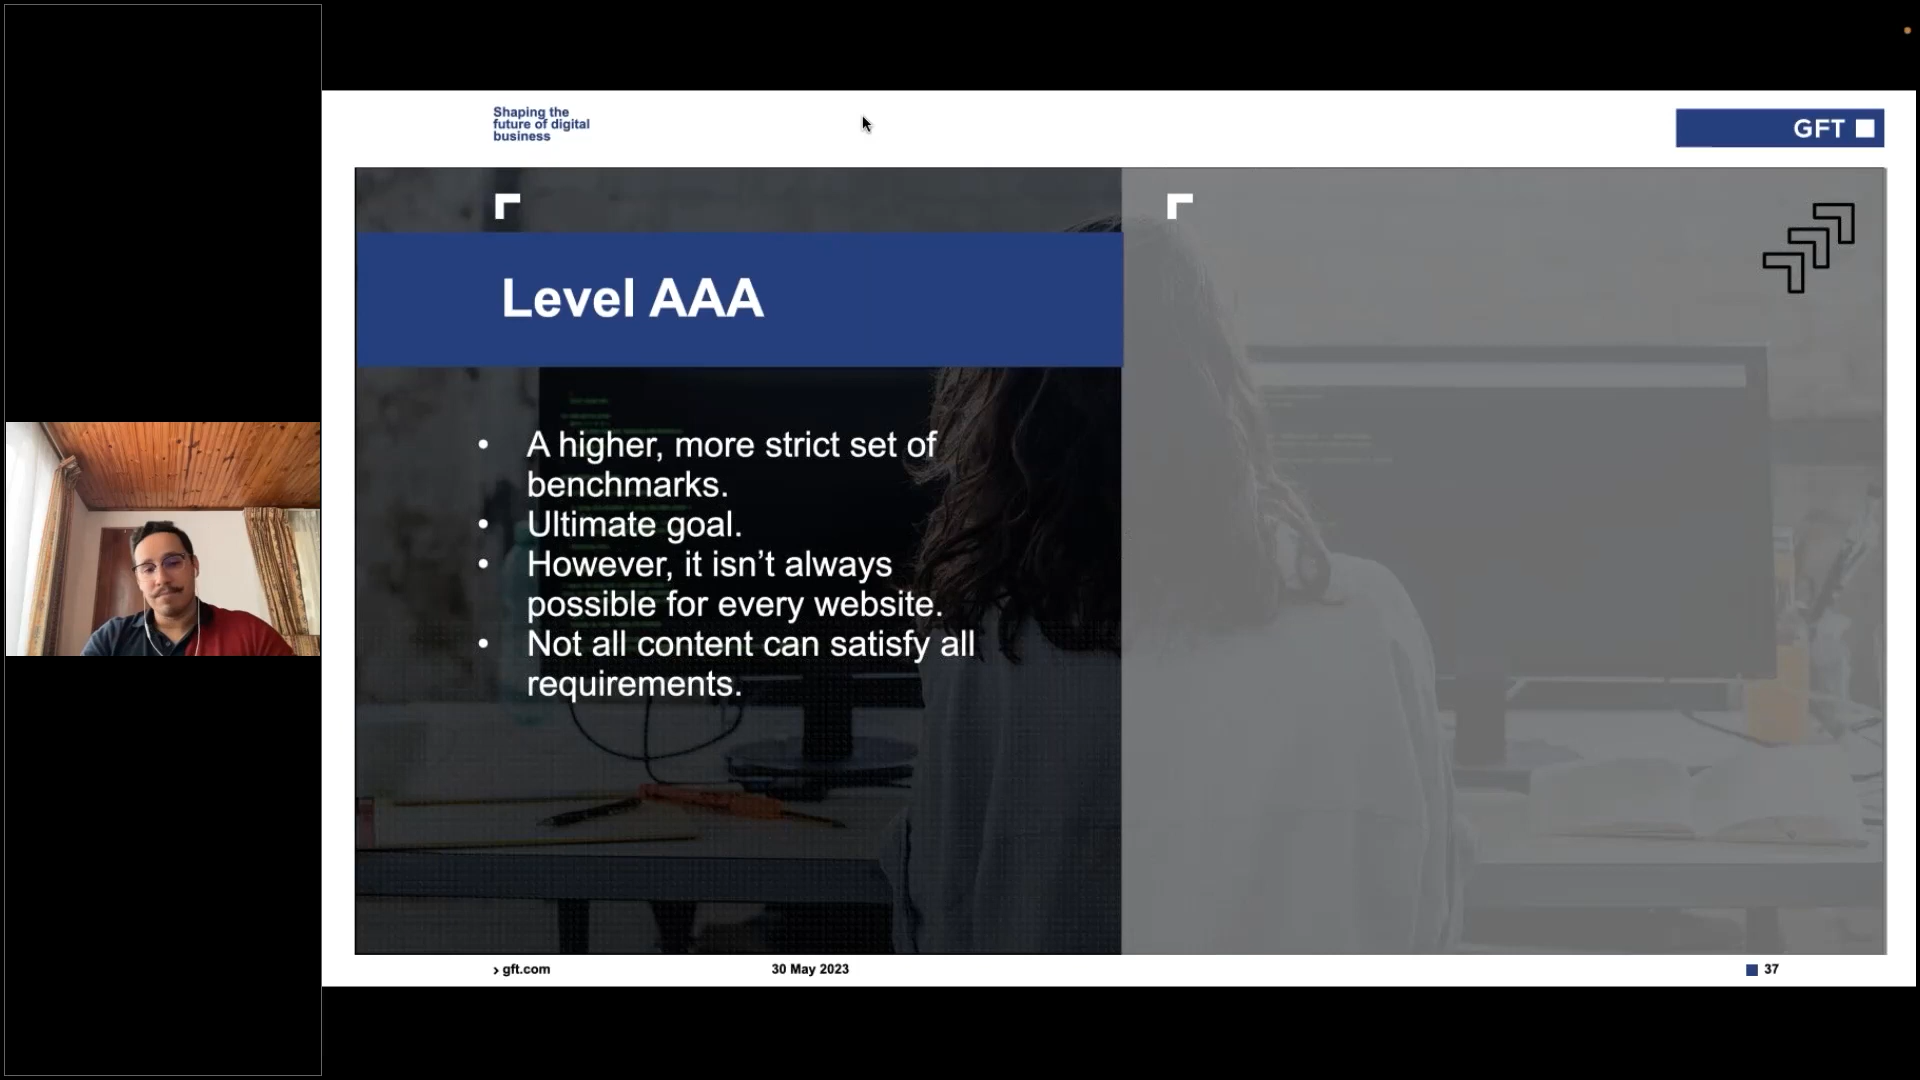 Shaping the
future of digital
business
GFT
Level AAA
• A higher, more strict set of
benchmarks.
• Ultimate goal.
• However, it isn’t always
possible for every website.
• Not all content can satisfy all
requirements.
› gft.com
30 May 2023
37